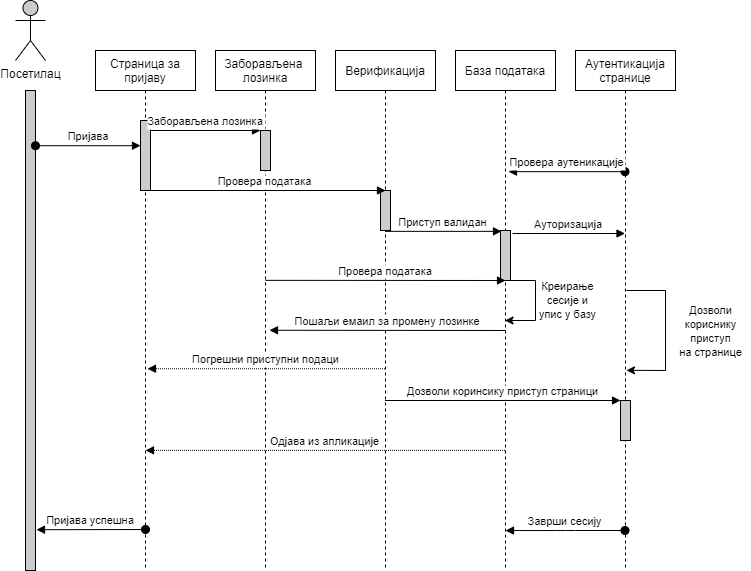 Посетилац
Страница за
пријаву
Заборављена
лозинка
Верификација
База података
Аутентикација
странице
Заборављена лозинка
Пријава
Провера аутеникације
Провера података
Приступ валидан
Ауторизација
Провера података
Креирање
сесије и
упис у базу
Дозволи
кориснику
приступ
на странице
Пошаљи емаил за промену лозинке
Погрешни приступни подаци
Дозволи коринсику приступ страници
Одјава из апликације
Пријава успешна
Заврши сесију